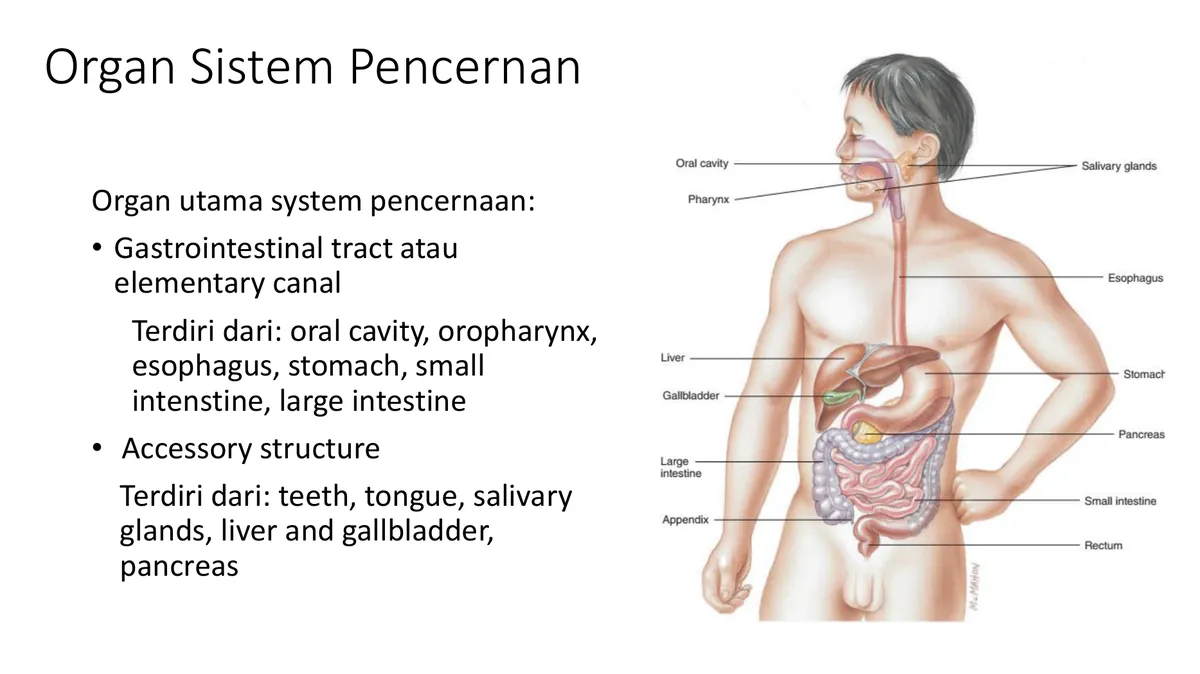 Organ Sistem Pencernan
Organ utama system pencernaan:
• Gastrointestinal tract atau
elementary canal
Terdiri dari: oral cavity, oropharynx,
esophagus, stomach, small
intenstine, large intestine
• Accessory structure
Terdiri dari: teeth, tongue, salivary
glands, liver and gallbladder,
pancreas
Oral cavity
Salivary glands
Pharynx
Esophagus
Liver
Stomach
Gallbladder
Pancreas
Large
intestine
Small intestine
Appendix
Rectum
McMAHON